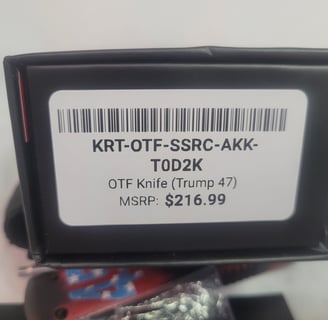 KRT-OTF-SSRC-AKK-
T0D2K
OTF Knife (Trump 47)
MSRP: $216.99